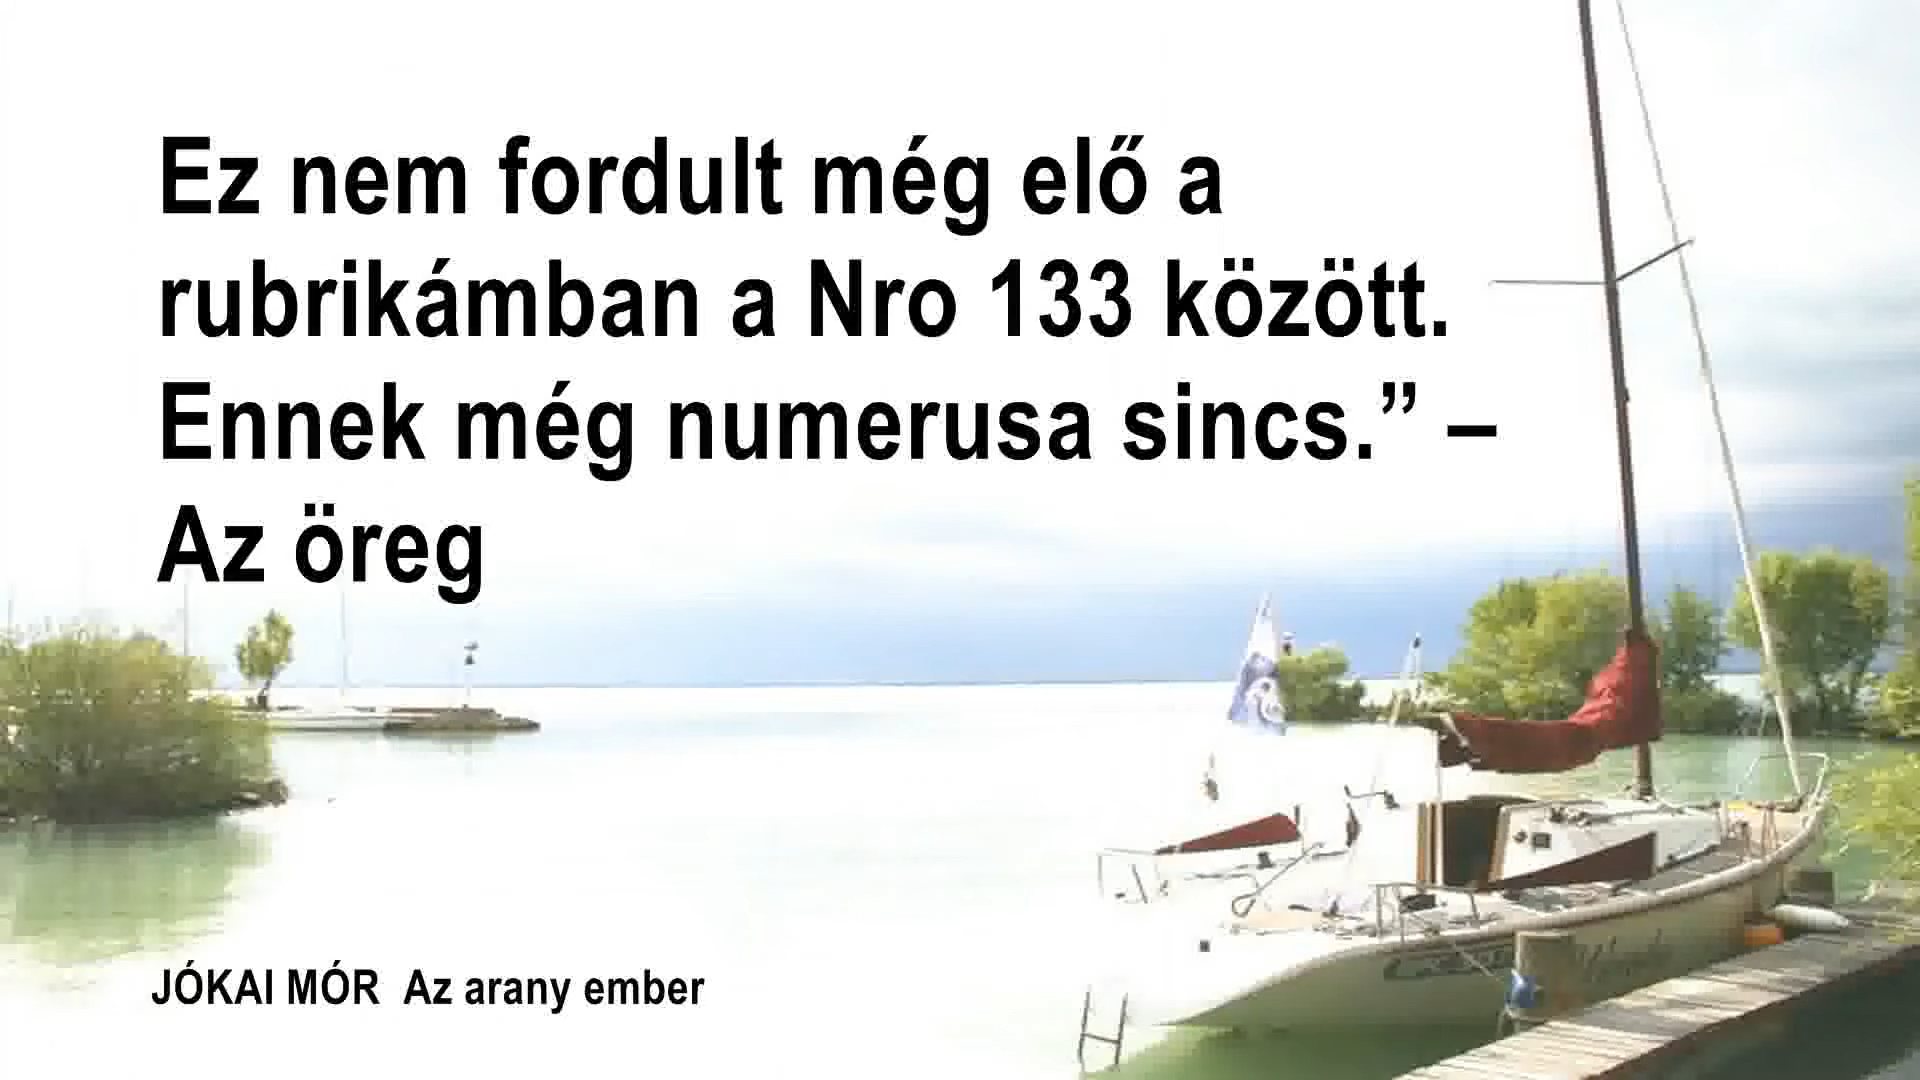 Ez nem fordult még elő a
rubrikámban a Nro 133 között.
Ennek még numerusa sincs.” –
Az öreg
JÓKAI MÓR  Az arany ember